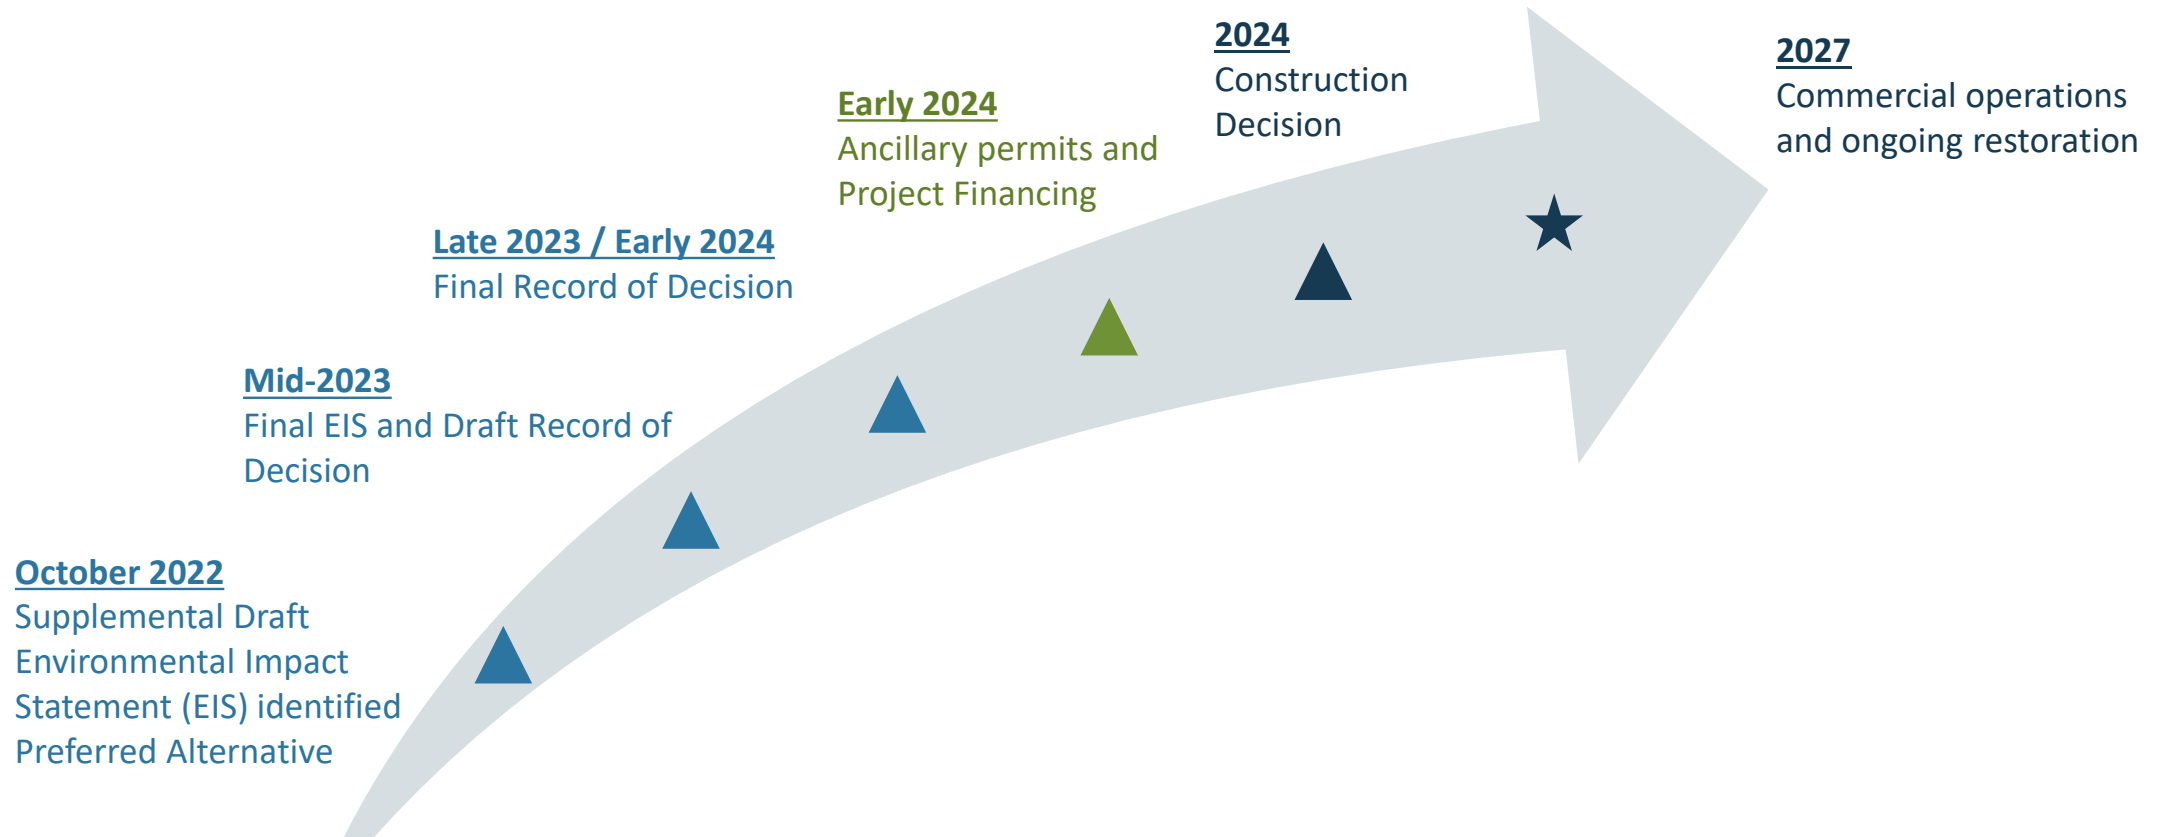 October 2022
Supplemental Draft
Environmental Impact
Statement (EIS) identified
Preferred Alternative
Mid-2023
Final EIS and Draft Record of
Decision
Late 2023 / Early 2024
Final Record of Decision
Early 2024
Ancillary permits and
Project Financing
2024
Construction
Decision
2027
Commercial operations
and ongoing restoration